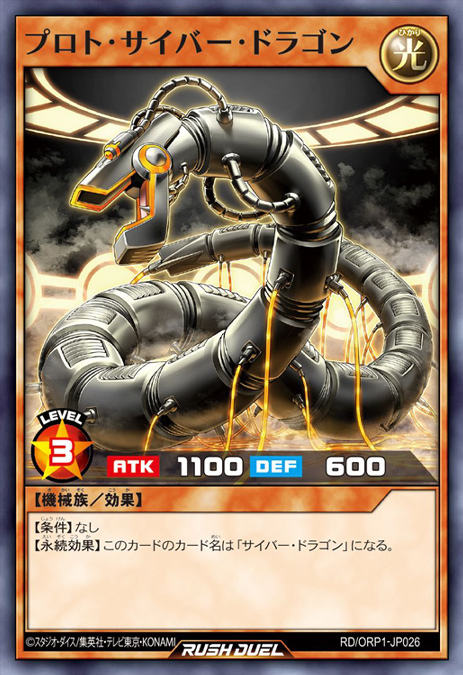 プロト・サイバー・ドラゴン
ひかり
光
LEVEL
3
ATK 1100 DEF 600
【機械族／効果】
【条件】なし
【永続効果】このカードのカード名は「サイバー・ドラゴン」になる。
©スタジオ・ダイス/集英社・テレビ東京・KONAMI
RUSH DUEL
RD/ORP1-JP026